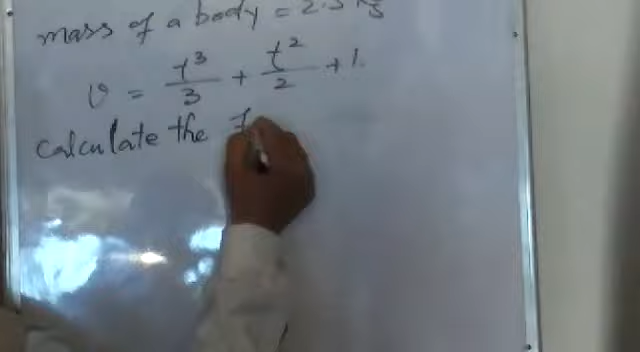 mass of a body = 2.5 kg
v = t³/3 + t²/2 + 1.
calculate the